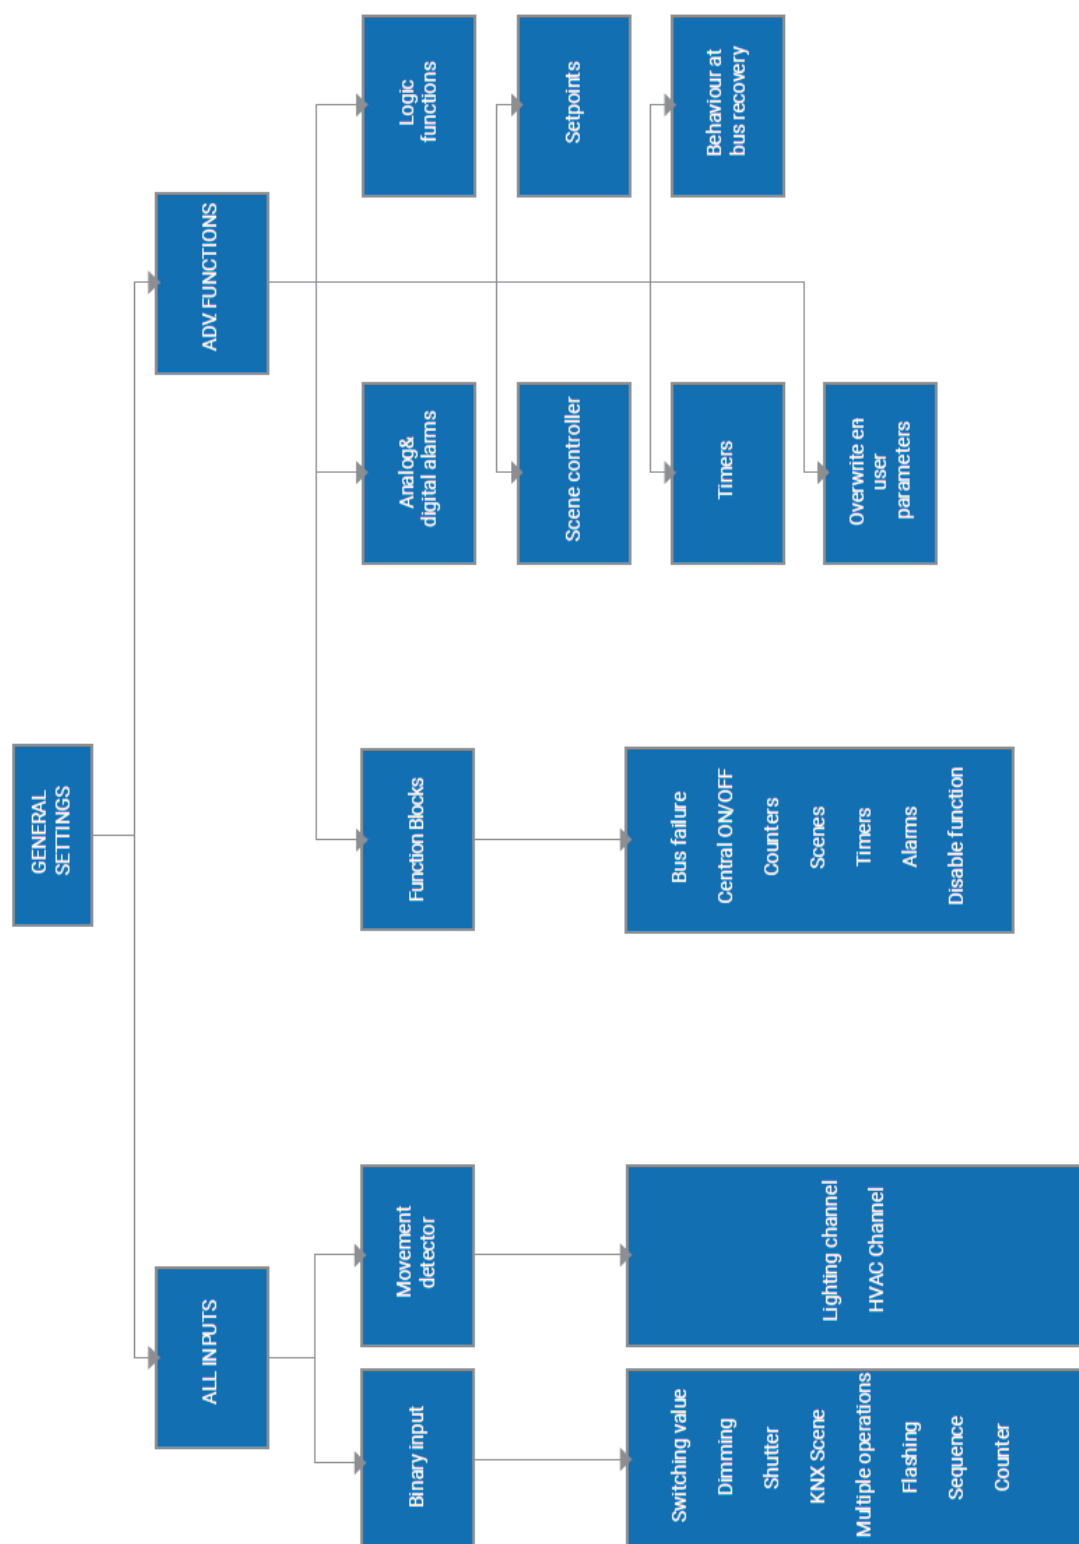 GENERAL
SETTINGS
ALL INPUTS
ADV. FUNCTIONS
Binary input
Movement
detector
Function Blocks
Analog&
digital alarms
Logic
functions
Scene controller
Setpoints
Timers
Behaviour at
bus recovery
Overwrite en
user
parameters
Switching value
Dimming
Shutter
KNX Scene
Multiple operations
Flashing
Sequence
Counter
Lighting channel
HVAC Channel
Bus failure
Central ON/OFF
Counters
Scenes
Timers
Alarms
Disable function